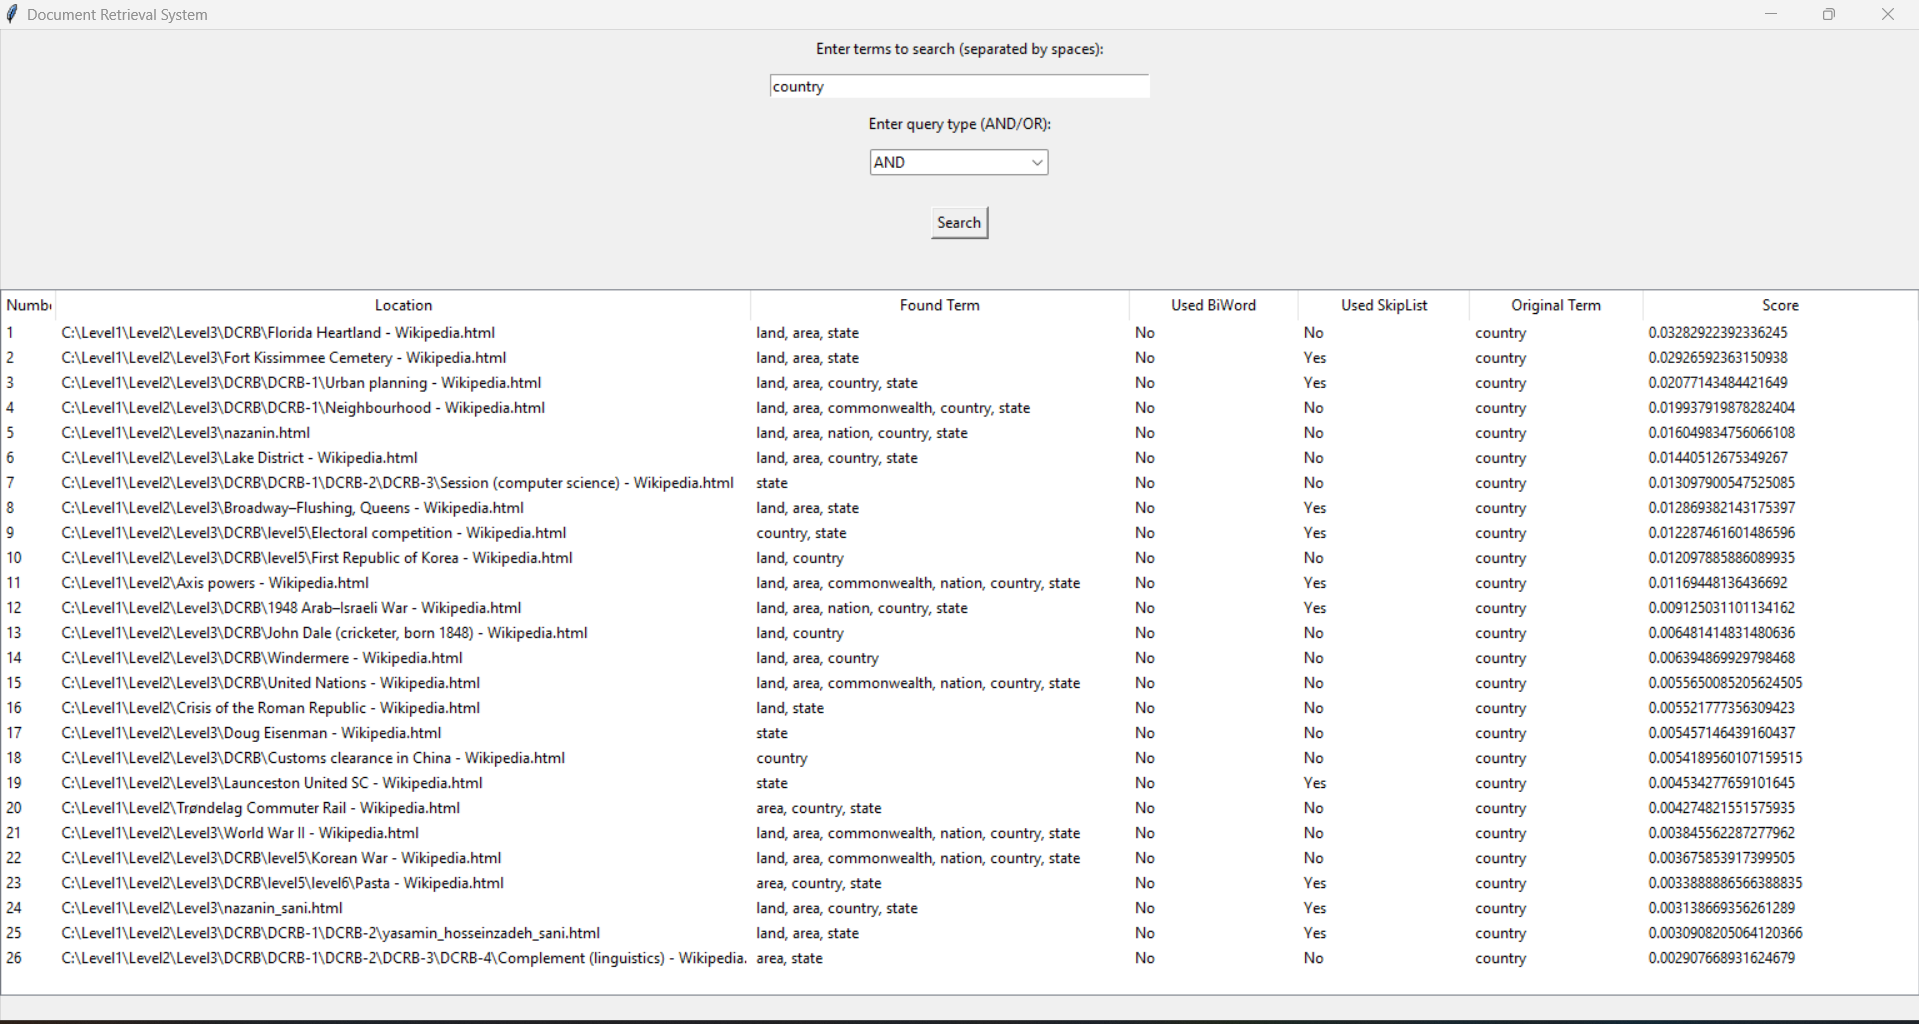 Document Retrieval System
Enter terms to search (separated by spaces):
country
Enter query type (AND/OR):
AND
Search
Numbe Location Found Term Used BiWord Used SkipList Original Term Score
1 C:\Level1\Level2\Level3\DCRB\Florida Heartland - Wikipedia.html land, area, state No No country 0.03282922392336245
2 C:\Level1\Level2\Level3\Fort Kissimmee Cemetery - Wikipedia.html land, area, state No Yes country 0.02926592363150938
3 C:\Level1\Level2\Level3\DCRB\DCRB-1\Urban planning - Wikipedia.html land, area, country, state No Yes country 0.02077143484421649
4 C:\Level1\Level2\Level3\DCRB\DCRB-1\Neighbourhood - Wikipedia.html land, area, commonwealth, country, state No No country 0.019937919878282404
5 C:\Level1\Level2\Level3\nazanin.html land, area, nation, country, state No No country 0.016049834756066108
6 C:\Level1\Level2\Level3\Lake District - Wikipedia.html land, area, country, state No No country 0.01440512675349267
7 C:\Level1\Level2\Level3\DCRB\DCRB-1\DCRB-2\DCRB-3\Session (computer science) - Wikipedia.html state No No country 0.013097900547525085
8 C:\Level1\Level2\Level3\Broadway–Flushing, Queens - Wikipedia.html land, area, state No Yes country 0.012869382143175397
9 C:\Level1\Level2\Level3\DCRB\level5\Electoral competition - Wikipedia.html country, state No Yes country 0.012287461601486596
10 C:\Level1\Level2\Level3\DCRB\level5\First Republic of Korea - Wikipedia.html land, country No No country 0.012097885886089935
11 C:\Level1\Level2\Axis powers - Wikipedia.html land, area, commonwealth, nation, country, state No Yes country 0.01169448136436692
12 C:\Level1\Level2\Level3\DCRB\1948 Arab–Israeli War - Wikipedia.html land, area, nation, country, state No Yes country 0.009125031101134162
13 C:\Level1\Level2\Level3\DCRB\John Dale (cricketer, born 1848) - Wikipedia.html land, country No No country 0.006481414831480636
14 C:\Level1\Level2\Level3\DCRB\Windermere - Wikipedia.html land, area, country No No country 0.006394869929798468
15 C:\Level1\Level2\Level3\DCRB\United Nations - Wikipedia.html land, area, commonwealth, nation, country, state No No country 0.0055650085205624505
16 C:\Level1\Level2\Crisis of the Roman Republic - Wikipedia.html land, state No No country 0.005521777356309423
17 C:\Level1\Level2\Level3\Doug Eisenman - Wikipedia.html state No No country 0.005457146439160437
18 C:\Level1\Level2\Level3\DCRB\Customs clearance in China - Wikipedia.html country No No country 0.0054189560107159515
19 C:\Level1\Level2\Level3\Launceston United SC - Wikipedia.html state No Yes country 0.004534277659101645
20 C:\Level1\Level2\Trøndelag Commuter Rail - Wikipedia.html area, country, state No No country 0.004274821551575935
21 C:\Level1\Level2\Level3\World War II - Wikipedia.html land, area, commonwealth, nation, country, state No No country 0.003845562287277962
22 C:\Level1\Level2\Level3\DCRB\level5\Korean War - Wikipedia.html land, area, commonwealth, nation, country, state No No country 0.003675853917399505
23 C:\Level1\Level2\Level3\DCRB\level5\level6\Pasta - Wikipedia.html area, country, state No Yes country 0.0033888886566388835
24 C:\Level1\Level2\Level3\nazanin_sani.html land, area, country, state No Yes country 0.003138669356261289
25 C:\Level1\Level2\Level3\DCRB\DCRB-1\DCRB-2\yasamin_hosseinzadeh_sani.html land, area, state No Yes country 0.0030908205064120366
26 C:\Level1\Level2\Level3\DCRB\DCRB-1\DCRB-2\DCRB-3\DCRB-4\Complement (linguistics) - Wikipedia. area, state No No country 0.002907668931624679